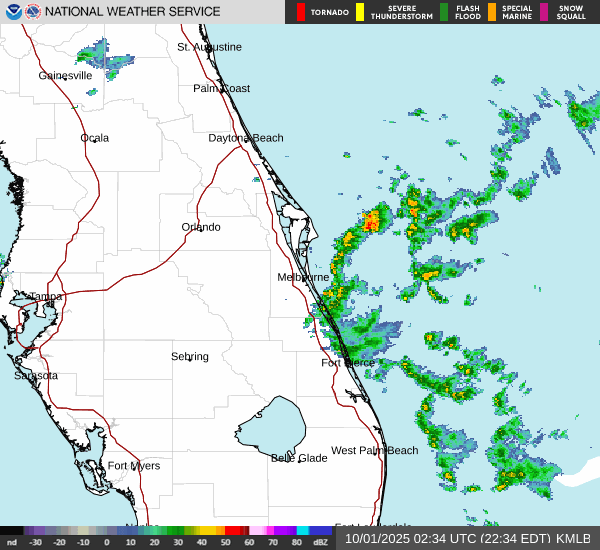 NATIONAL WEATHER SERVICE
TORNADO
SEVERE THUNDERSTORM
FLASH FLOOD
SPECIAL MARINE
SNOW SQUALL
St. Augustine
Gainesville
Palm Coast
Ocala
Daytona Beach
Orlando
Melbourne
Tampa
Sebring
Fort Pierce
Sarasota
West Palm Beach
Belle Glade
Fort Myers
Fort Lauderdale
nd -30 -20 -10 0 10 20 30 40 50 60 70 80 dBZ
10/01/2025 02:34 UTC (22:34 EDT) KMLB